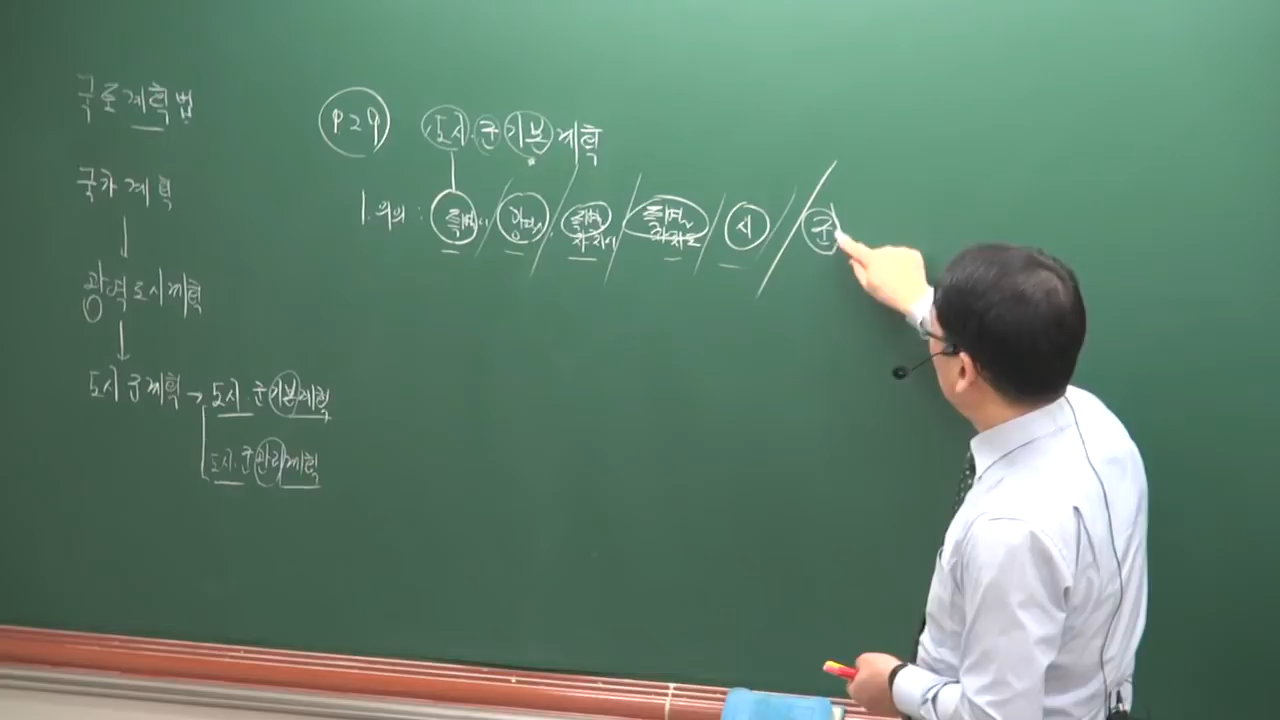 국토계획법
국가계획
광역도시계획
도시군계획 → 도시·군기본계획
도시·군관리계획
P29 도시·군기본계획
1. 의의 : 특별시 / 광역시 / 특별자치시 / 특별자치도 / 시 / 군